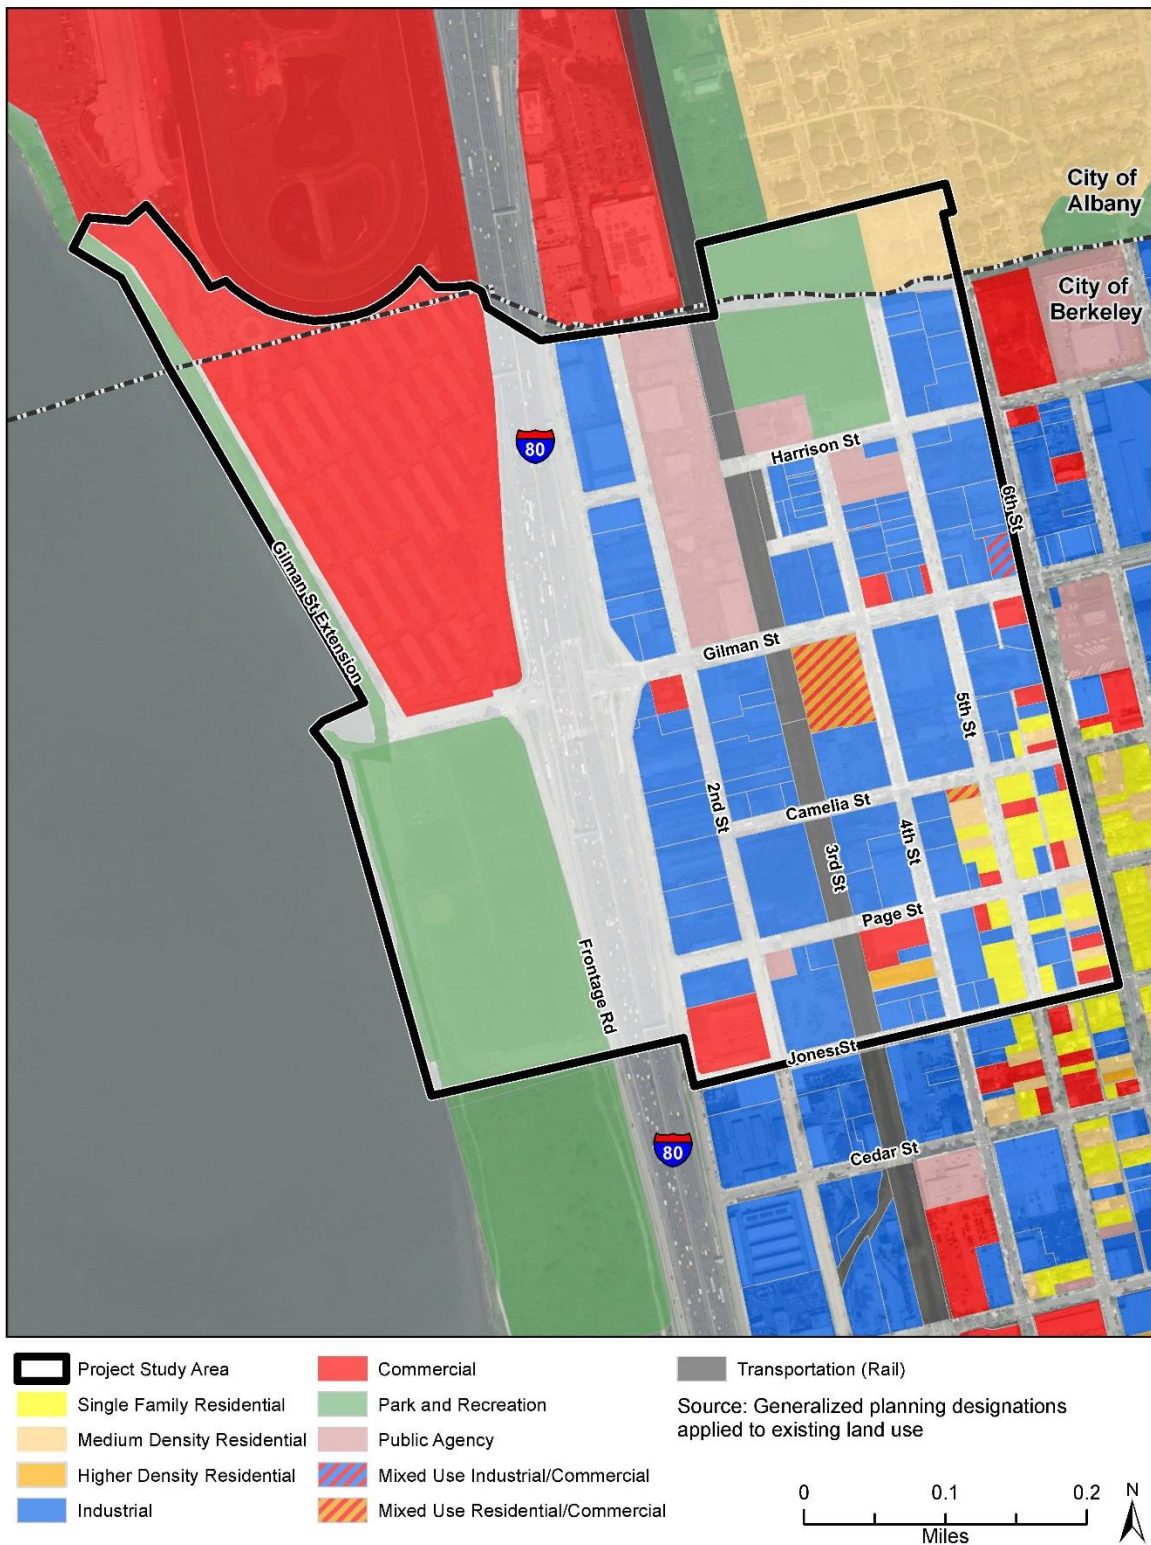 City of
Albany
City of
Berkeley
80
Harrison St
6th St
Gilman St Extension
Gilman St
5th St
2nd St
Camelia St
4th St
3rd St
Page St
Frontage Rd
Jones St
80
Cedar St
Project Study Area
Single Family Residential
Medium Density Residential
Higher Density Residential
Industrial
Commercial
Park and Recreation
Public Agency
Mixed Use Industrial/Commercial
Mixed Use Residential/Commercial
Transportation (Rail)
Source: Generalized planning designations
applied to existing land use
0 0.1 0.2
Miles
N